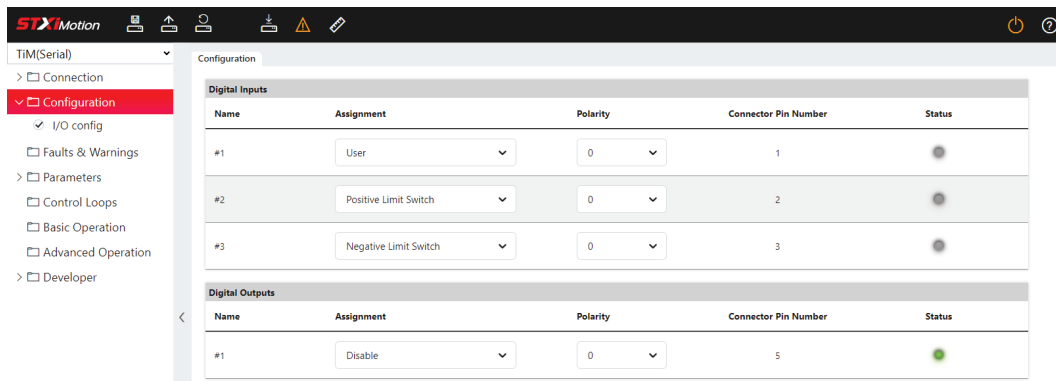 STXI Motion
TiM(Serial)
Connection
Configuration
I/O config
Faults & Warnings
Parameters
Control Loops
Basic Operation
Advanced Operation
Developer
Configuration
Digital Inputs
Name Assignment Polarity Connector Pin Number Status
#1 User 0 1
#2 Positive Limit Switch 0 2
#3 Negative Limit Switch 0 3
Digital Outputs
Name Assignment Polarity Connector Pin Number Status
#1 Disable 0 5